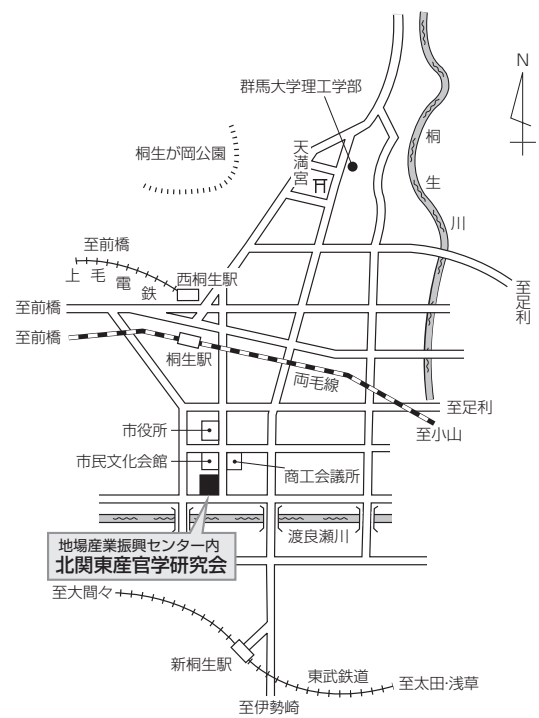 N
群馬大学理工学部
桐生川
天満宮
桐生が岡公園
至前橋
上毛電鉄
西桐生駅
至足利
至前橋
至前橋
桐生駅
両毛線
至足利
至小山
市役所
市民文化会館
商工会議所
渡良瀬川
地場産業振興センター内
北関東産官学研究会
至大間々
新桐生駅
東武鉄道
至太田・浅草
至伊勢崎